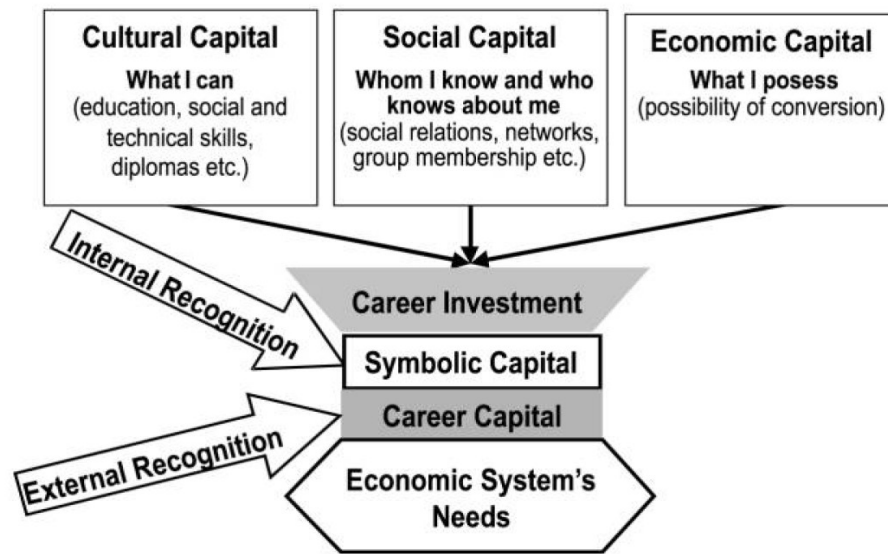 Cultural Capital
What I can
(education, social and
technical skills,
diplomas etc.)
Social Capital
Whom I know and who
knows about me
(social relations, networks,
group membership etc.)
Economic Capital
What I posess
(possibility of conversion)
Internal Recognition
Career Investment
Symbolic Capital
Career Capital
External Recognition
Economic System's
Needs